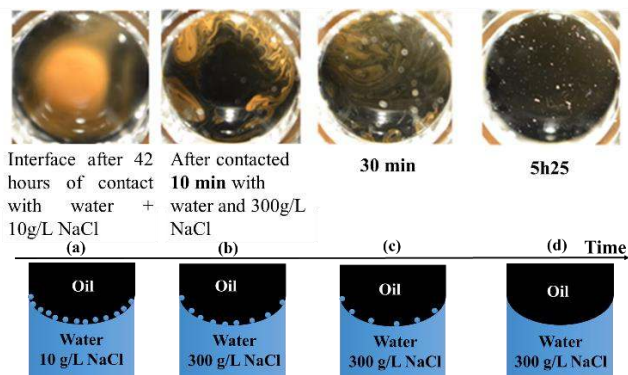 Interface after 42
hours of contact
with water +
10g/L NaCl
After contacted
10 min with
water and 300g/L
NaCl
30 min
5h25
(a)
(b)
(c)
(d)
Time
Oil
Water
10 g/L NaCl
Oil
Water
300 g/L NaCl
Oil
Water
300 g/L NaCl
Oil
Water
300 g/L NaCl